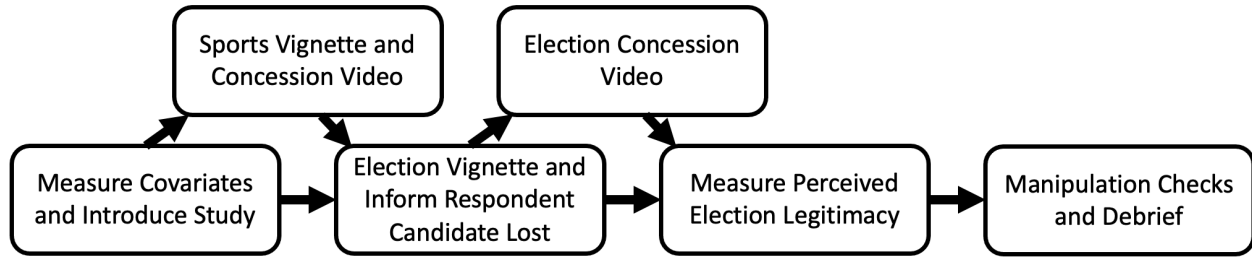 Sports Vignette and
Concession Video
Election Concession
Video
Measure Covariates
and Introduce Study
Election Vignette and
Inform Respondent
Candidate Lost
Measure Perceived
Election Legitimacy
Manipulation Checks
and Debrief